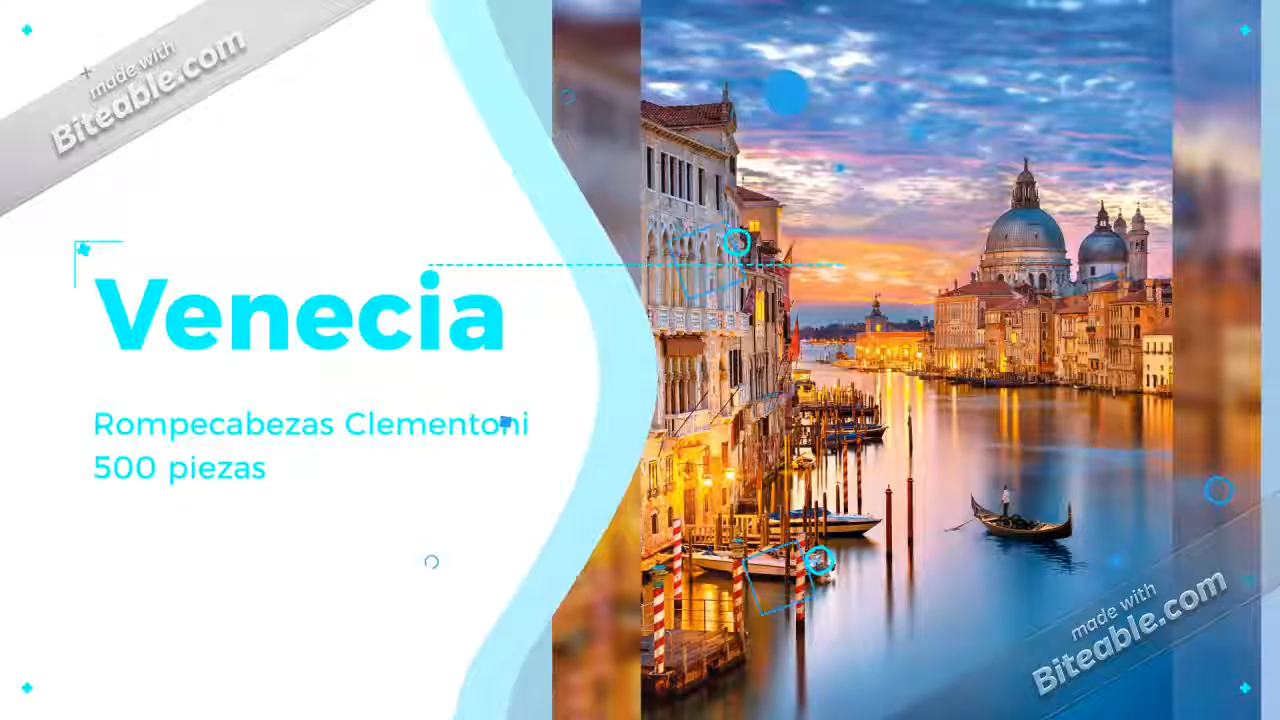 made with
Biteable.com
Venecia
Rompecabezas Clementoni
500 piezas
made with
Biteable.com